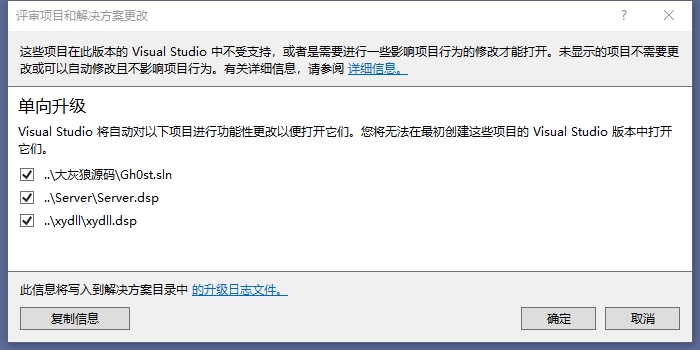 评审项目和解决方案更改
这些项目在此版本的 Visual Studio 中不受支持，或者是需要进行一些影响项目行为的修改才能打开。未显示的项目不需要更
改或可以自动修改且不影响项目行为。有关详细信息，请参阅 详细信息。
单向升级
Visual Studio 将自动对以下项目进行功能性更改以便打开它们。您将无法在最初创建这些项目的 Visual Studio 版本中打开
它们。
..\大灰狼源码\Gh0st.sln
..\Server\Server.dsp
..\xydll\xydll.dsp
此信息将写入到解决方案目录中 的升级日志文件。
复制信息
确定
取消